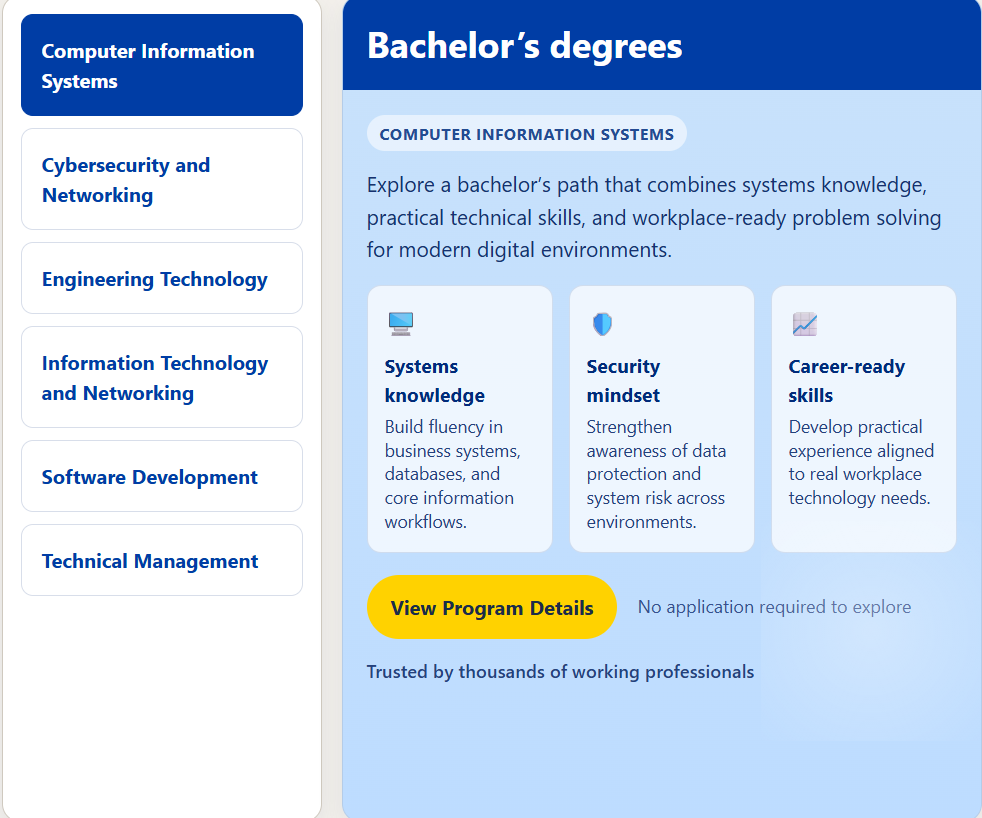 Computer Information
Systems
Cybersecurity and
Networking
Engineering Technology
Information Technology
and Networking
Software Development
Technical Management
Bachelor’s degrees
COMPUTER INFORMATION SYSTEMS
Explore a bachelor’s path that combines systems knowledge,
practical technical skills, and workplace-ready problem solving
for modern digital environments.
Systems
knowledge
Build fluency in
business systems,
databases, and
core information
workflows.
Security
mindset
Strengthen
awareness of data
protection and
system risk across
environments.
Career-ready
skills
Develop practical
experience aligned
to real workplace
technology needs.
View Program Details
No application required to explore
Trusted by thousands of working professionals